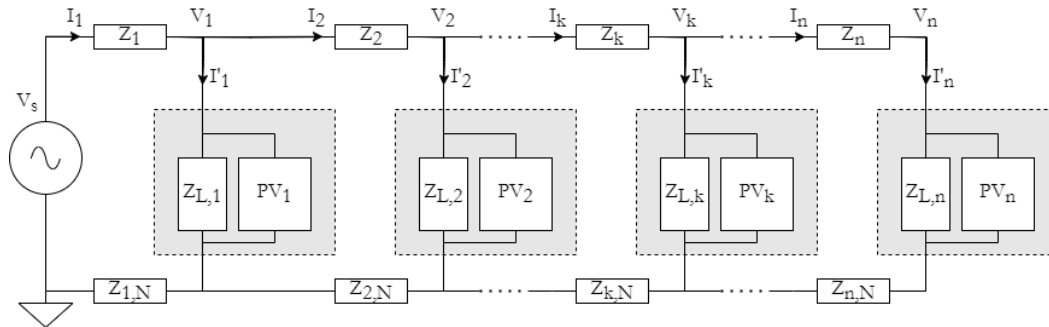 I1 V1 I2 V2 Ik Vk In Vn
Z1 Z2 Zk Zn
I'1 I'2 I'k I'n
Vs
ZL,1 PV1 ZL,2 PV2 ZL,k PVk ZL,n PVn
Z1,N Z2,N Zk,N Zn,N